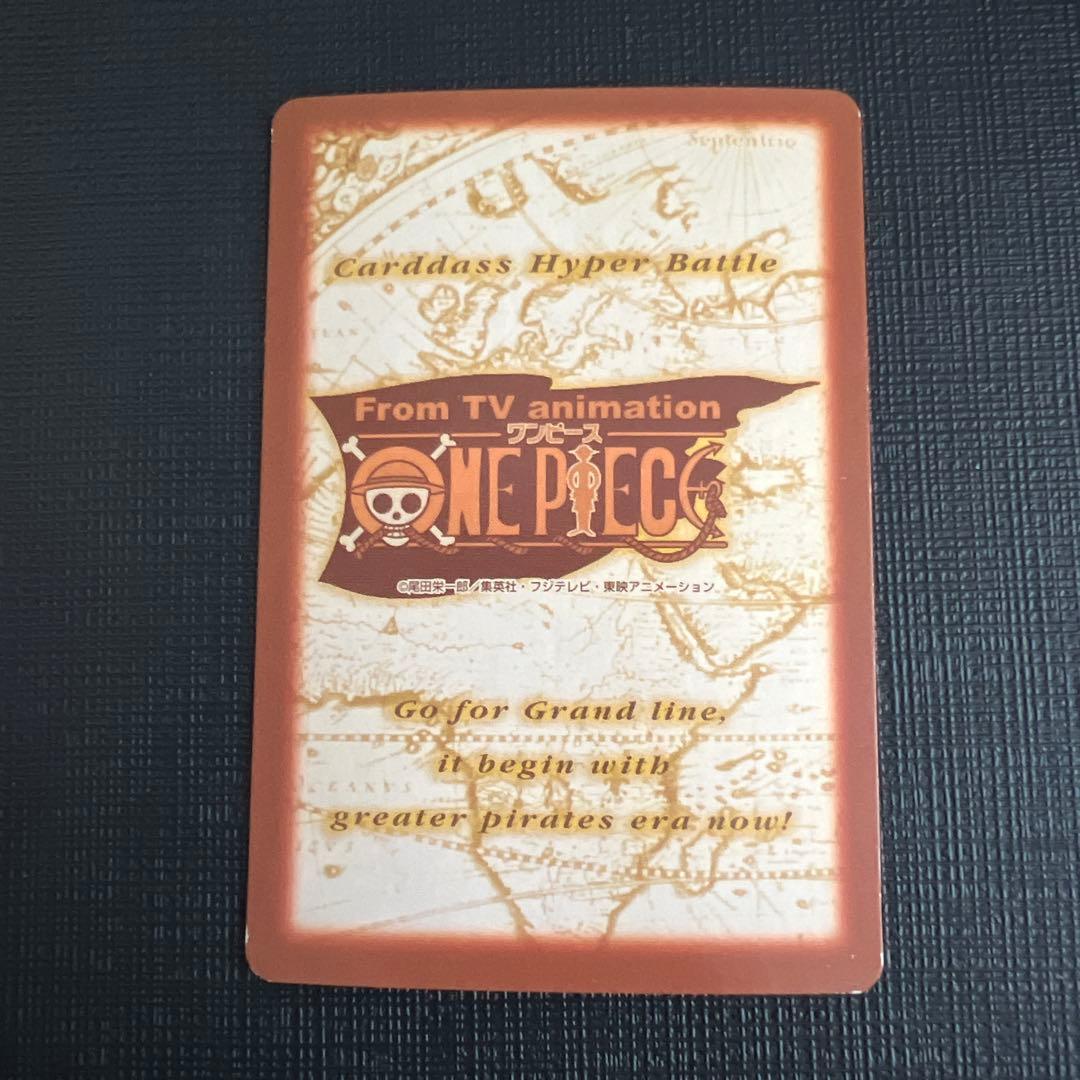 Septentrio
Carddass Hyper Battle
From TV animation
ワンピース
ONE PIECE
©尾田栄一郎/集英社・フジテレビ・東映アニメーション
Go for Grand line,
it begin with
greater pirates era now!